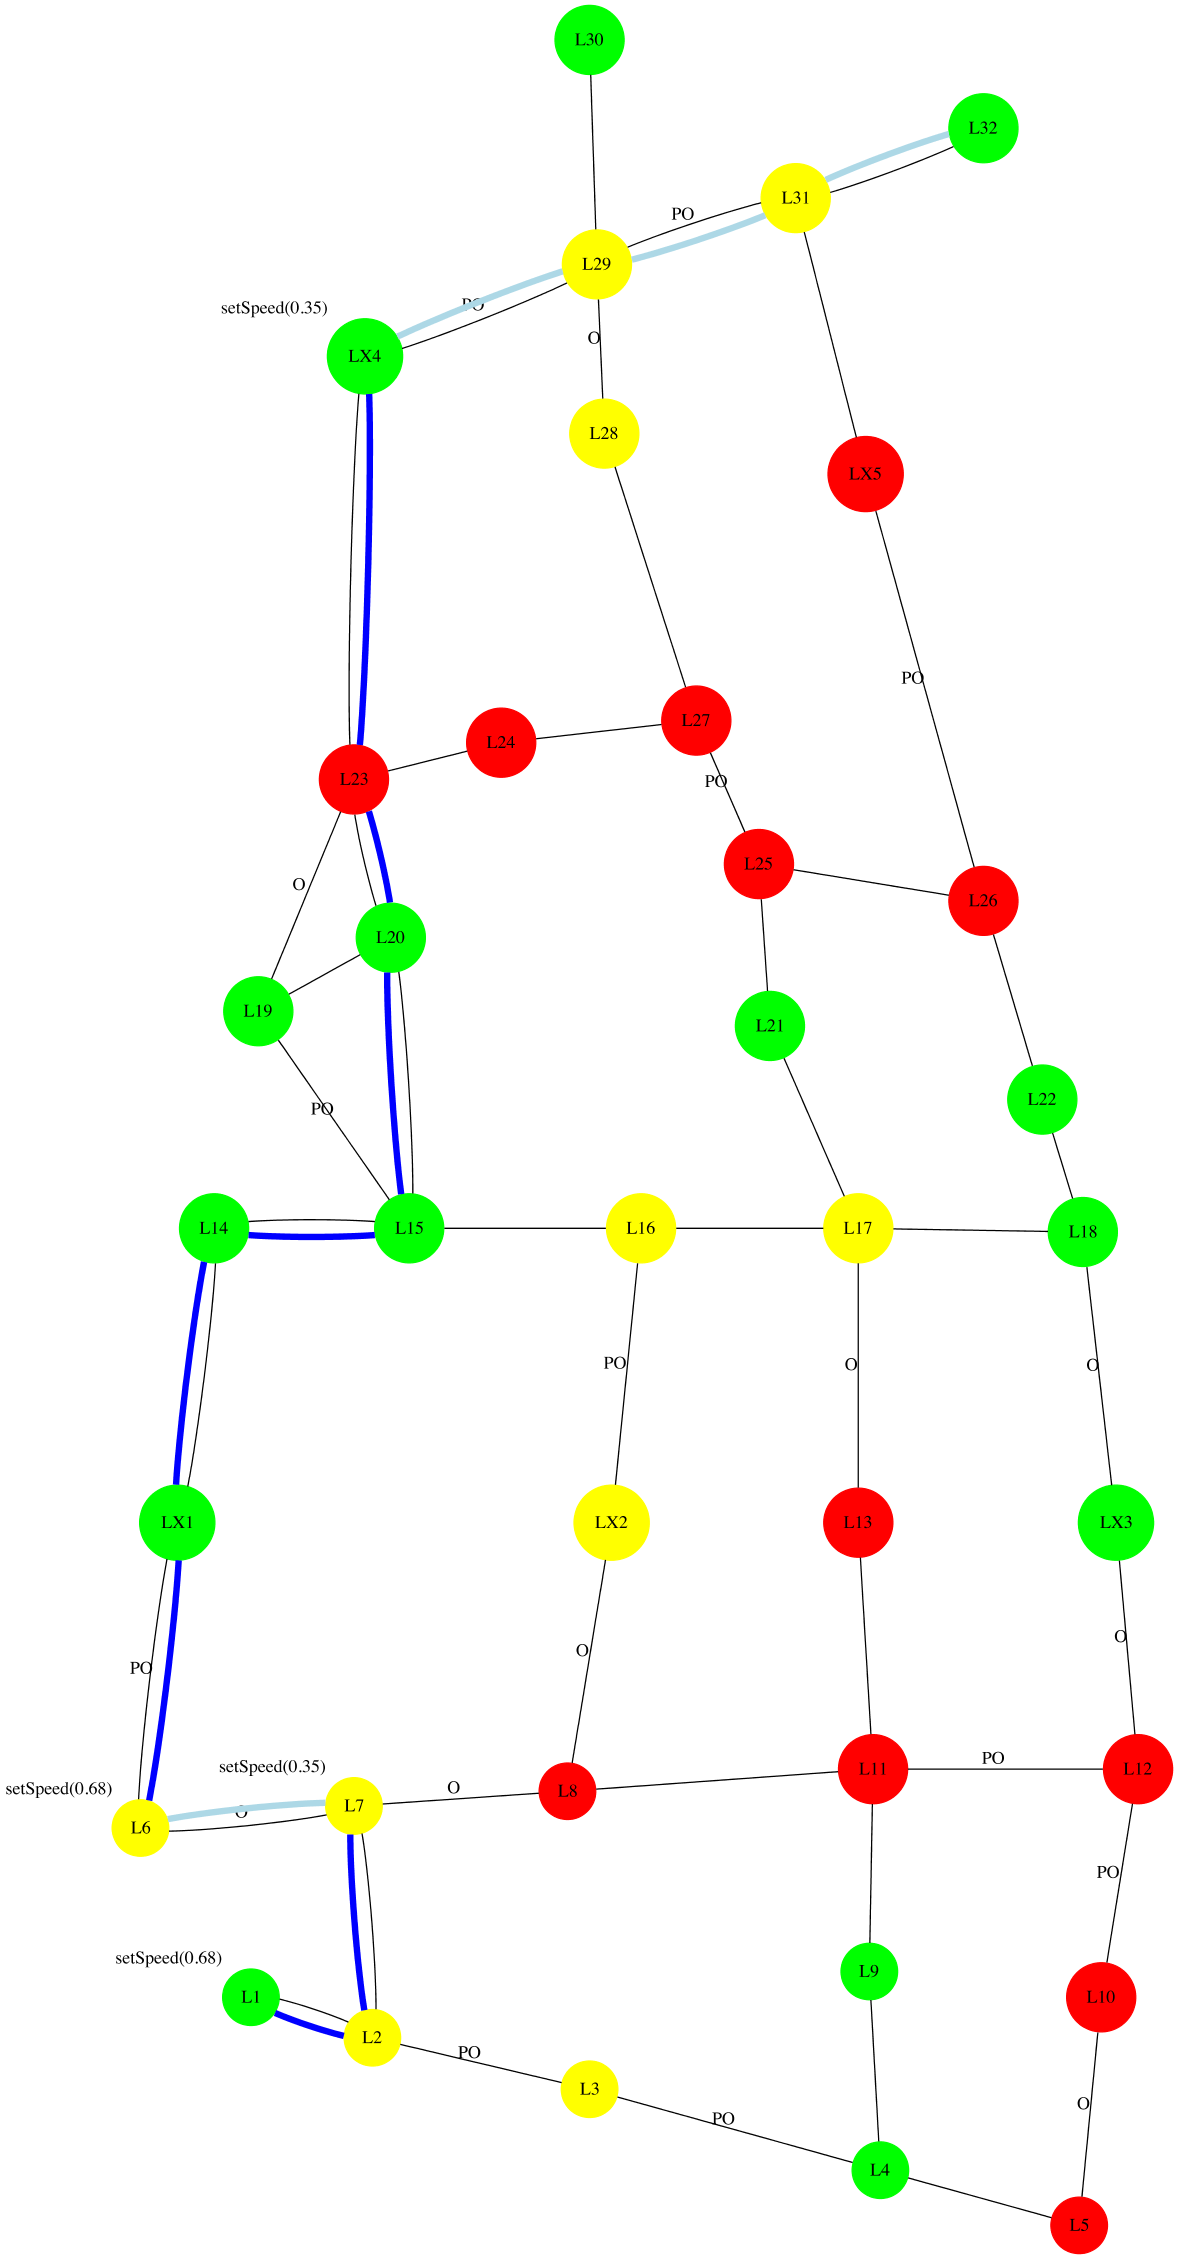 L30
L32
L31
PO
L29
PO
setSpeed(0.35)
O
LX4
L28
LX5
PO
L27
L24
L23
PO
L25
O
L26
L20
L19
L21
L22
PO
L14
L15
L16
L17
L18
PO
O
O
LX1
LX2
L13
LX3
O
O
PO
setSpeed(0.35)
PO
L11
L12
setSpeed(0.68)
O
L8
L7
O
L6
PO
setSpeed(0.68)
L9
L1
L10
L2
PO
L3
O
PO
L4
L5